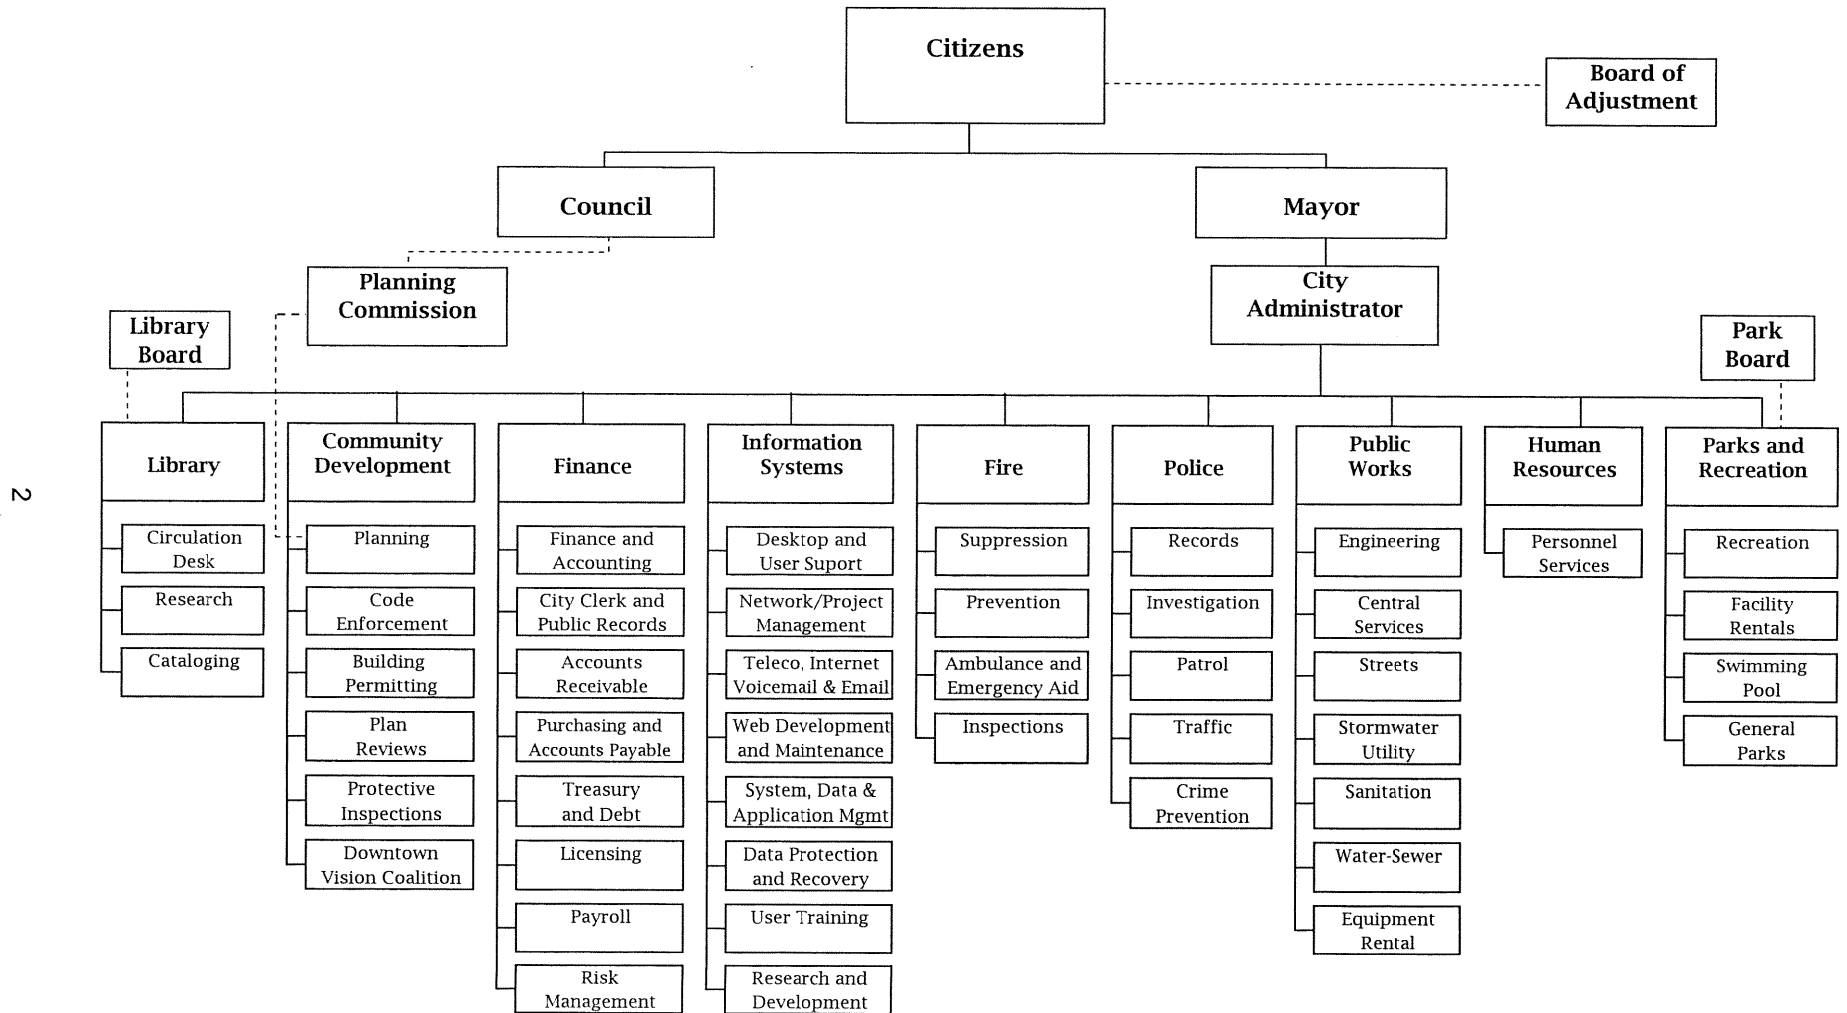 Citizens
Board of
Adjustment
Council
Mayor
Planning
Commission
City
Administrator
Library
Board
Park
Board
Library
Circulation
Desk
Research
Cataloging
Community
Development
Planning
Code
Enforcement
Building
Permitting
Plan
Reviews
Protective
Inspections
Downtown
Vision Coalition
Finance
Finance and
Accounting
City Clerk and
Public Records
Accounts
Receivable
Purchasing and
Accounts Payable
Treasury
and Debt
Licensing
Payroll
Risk
Management
Information
Systems
Desktop and
User Suport
Network/Project
Management
Teleco, Internet
Voicemail & Email
Web Development
and Maintenance
System, Data &
Application Mgmt
Data Protection
and Recovery
User Training
Research and
Development
Fire
Suppression
Prevention
Ambulance and
Emergency Aid
Inspections
Police
Records
Investigation
Patrol
Traffic
Crime
Prevention
Public
Works
Engineering
Central
Services
Streets
Stormwater
Utility
Sanitation
Water-Sewer
Equipment
Rental
Human
Resources
Personnel
Services
Parks and
Recreation
Recreation
Facility
Rentals
Swimming
Pool
General
Parks
2